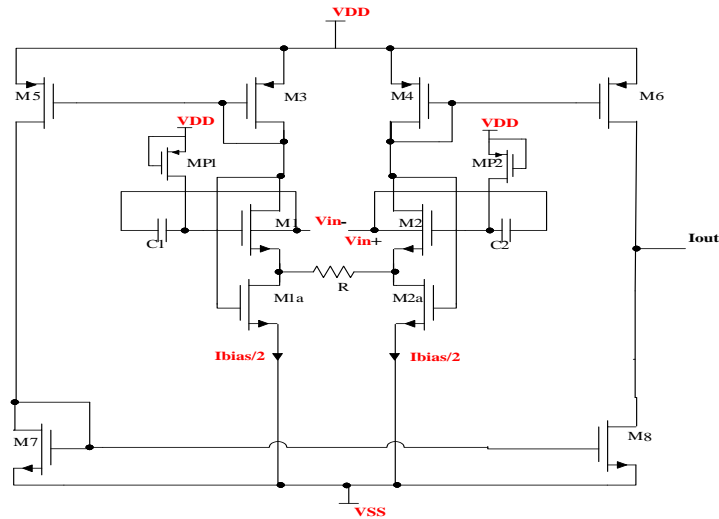 VDD
M5
M3
M4
M6
VDD
VDD
MP1
MP2
M1
Vin-
M2
Vin+
C1
C2
Iout
R
M1a
M2a
Ibias/2
Ibias/2
M7
M8
VSS